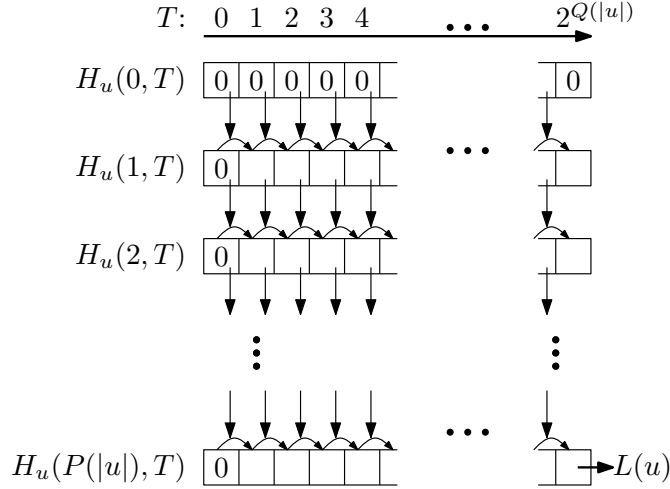 T: 0 1 2 3 4 ••• 2^{Q(|u|)}
H_u(0, T) 0 0 0 0 0 0
•••
H_u(1, T) 0
H_u(2, T) 0
•••
H_u(P(|u|), T) 0 L(u)